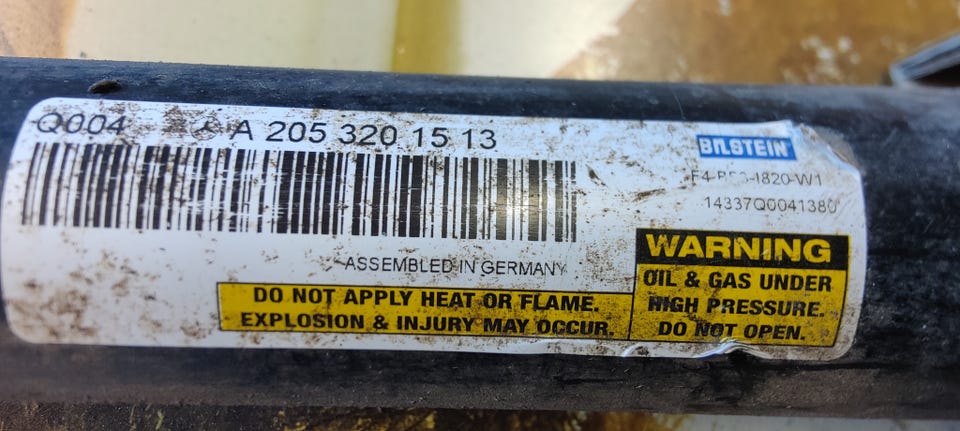 Q004 A 205 320 15 13
BILSTEIN
14337Q0041380
ASSEMBLED IN GERMANY
DO NOT APPLY HEAT OR FLAME.
EXPLOSION & INJURY MAY OCCUR.
WARNING
OIL & GAS UNDER
HIGH PRESSURE.
DO NOT OPEN.